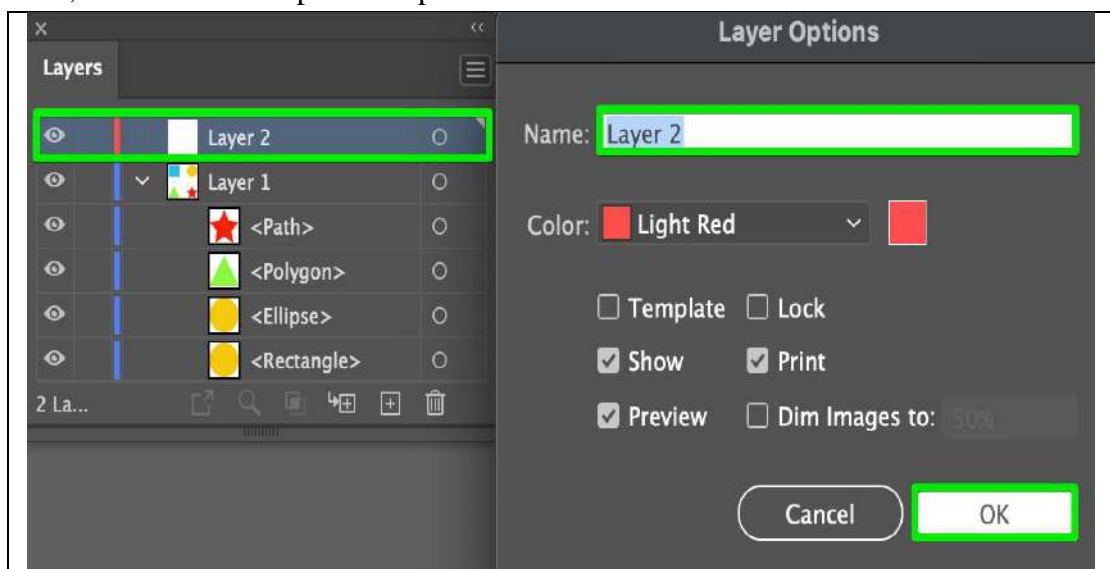 Layers
Layer 2
Layer 1
<Path>
<Polygon>
<Ellipse>
<Rectangle>
2 La...
Layer Options
Name: Layer 2
Color: Light Red
Template Lock
Show Print
Preview Dim Images to: 50%
Cancel OK